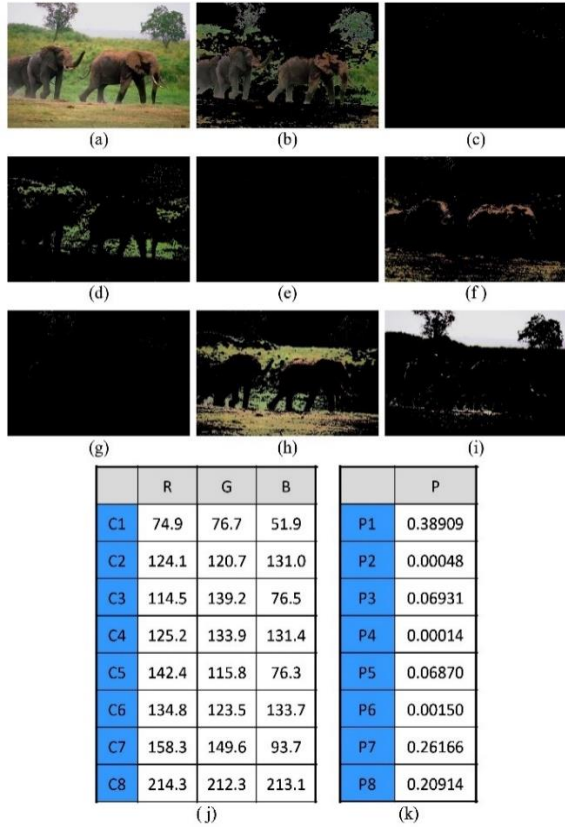 (a) (b) (c)
(d) (e) (f )
(g) (h) (i)
R G B
C1 74.9 76.7 51.9
C2 124.1 120.7 131.0
C3 114.5 139.2 76.5
C4 125.2 133.9 131.4
C5 142.4 115.8 76.3
C6 134.8 123.5 133.7
C7 158.3 149.6 93.7
C8 214.3 212.3 213.1
( j)
P
P1 0.38909
P2 0.00048
P3 0.06931
P4 0.00014
P5 0.06870
P6 0.00150
P7 0.26166
P8 0.20914
(k)